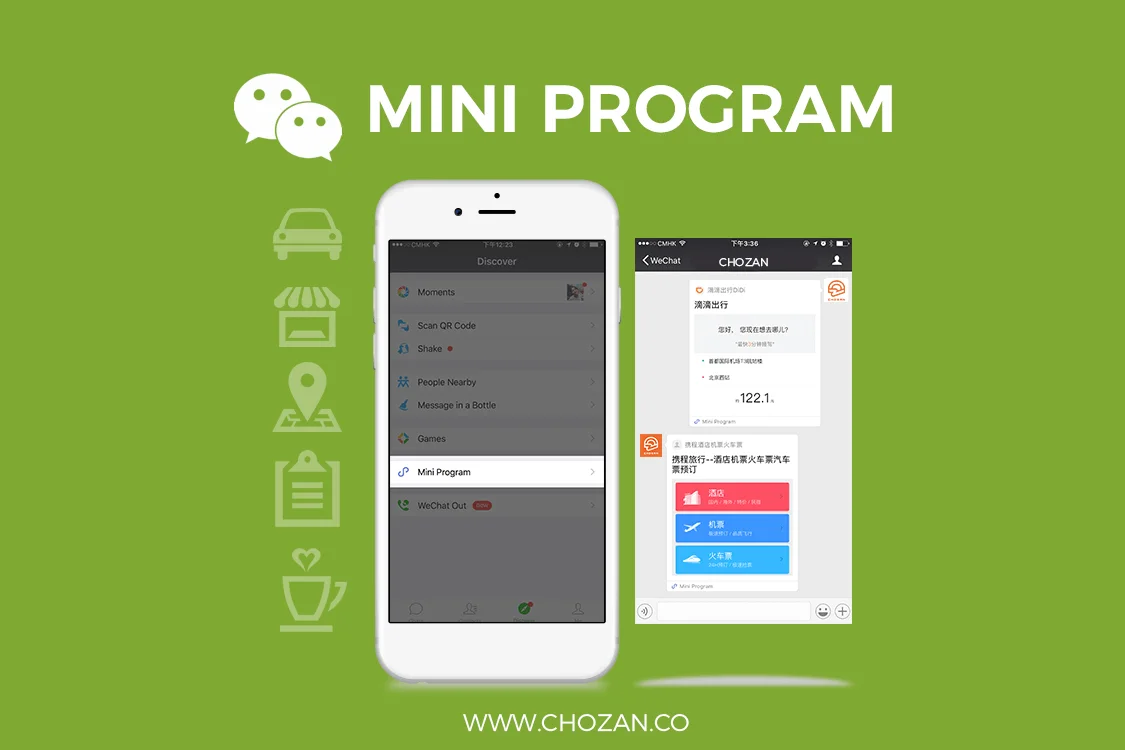 MINI PROGRAM
CMHK 下午12:23
Discover
Moments
Scan QR Code
Shake
People Nearby
Message in a Bottle
Games
Mini Program
WeChat Out
CMHK 下午3:36
WeChat CHOZAN
滴滴出行DiDi
滴滴出行
您好，您现在想去哪儿?
首都国际机场T3航站楼
北京西站
约122.1元
Mini Program
携程酒店机票火车票
携程旅行--酒店机票火车票汽车
票预订
酒店
机票
火车票
Mini Program
WWW.CHOZAN.CO